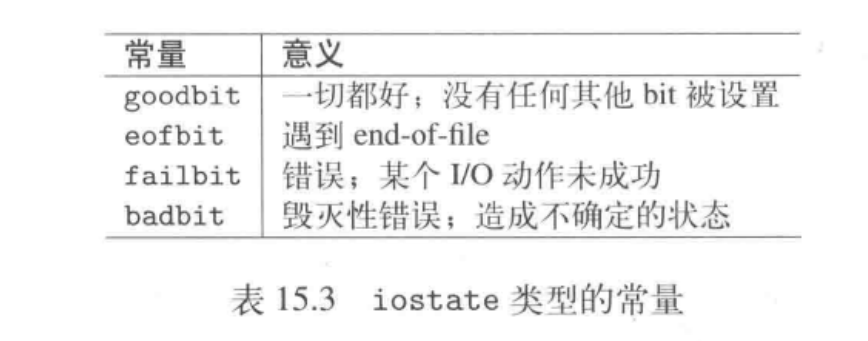 常量 意义
goodbit 一切都好；没有任何其他 bit 被设置
eofbit 遇到 end-of-file
failbit 错误；某个 I/O 动作未成功
badbit 毁灭性错误；造成不确定的状态
表 15.3 iostate 类型的常量